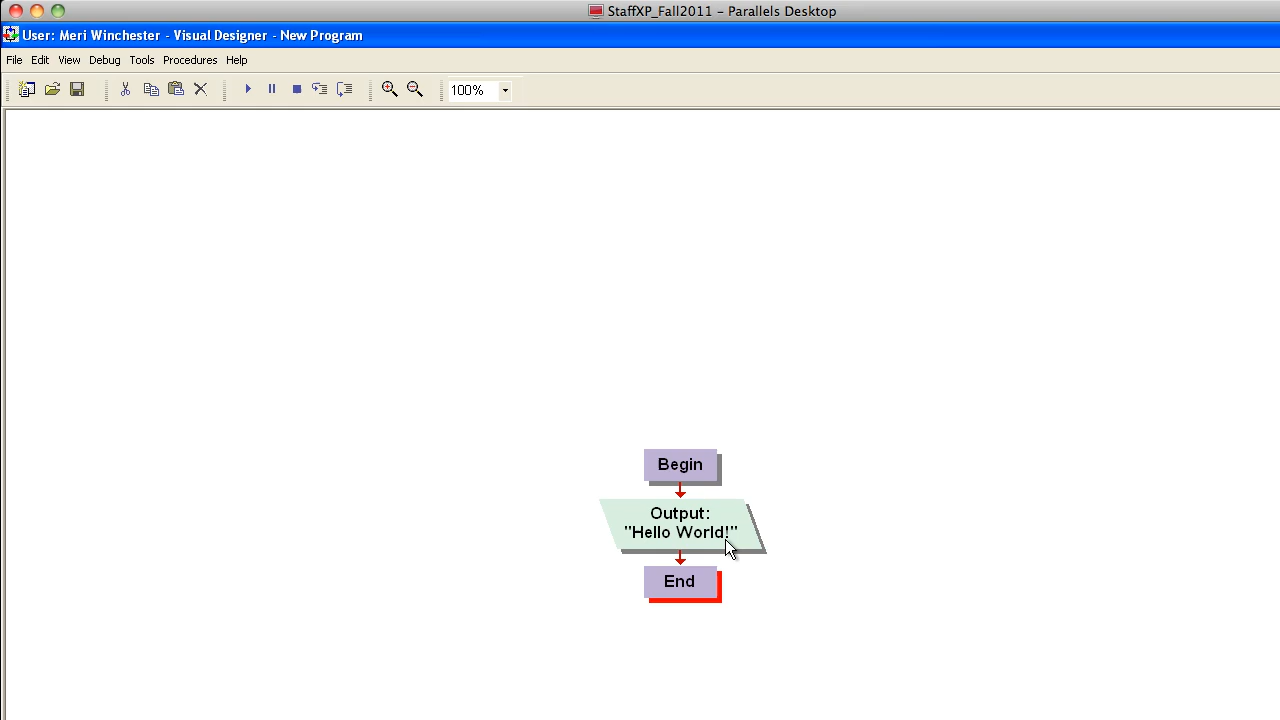 StaffXP_Fall2011 – Parallels Desktop
User: Meri Winchester - Visual Designer - New Program
File Edit View Debug Tools Procedures Help
100%
Begin
Output:
"Hello World!"
End